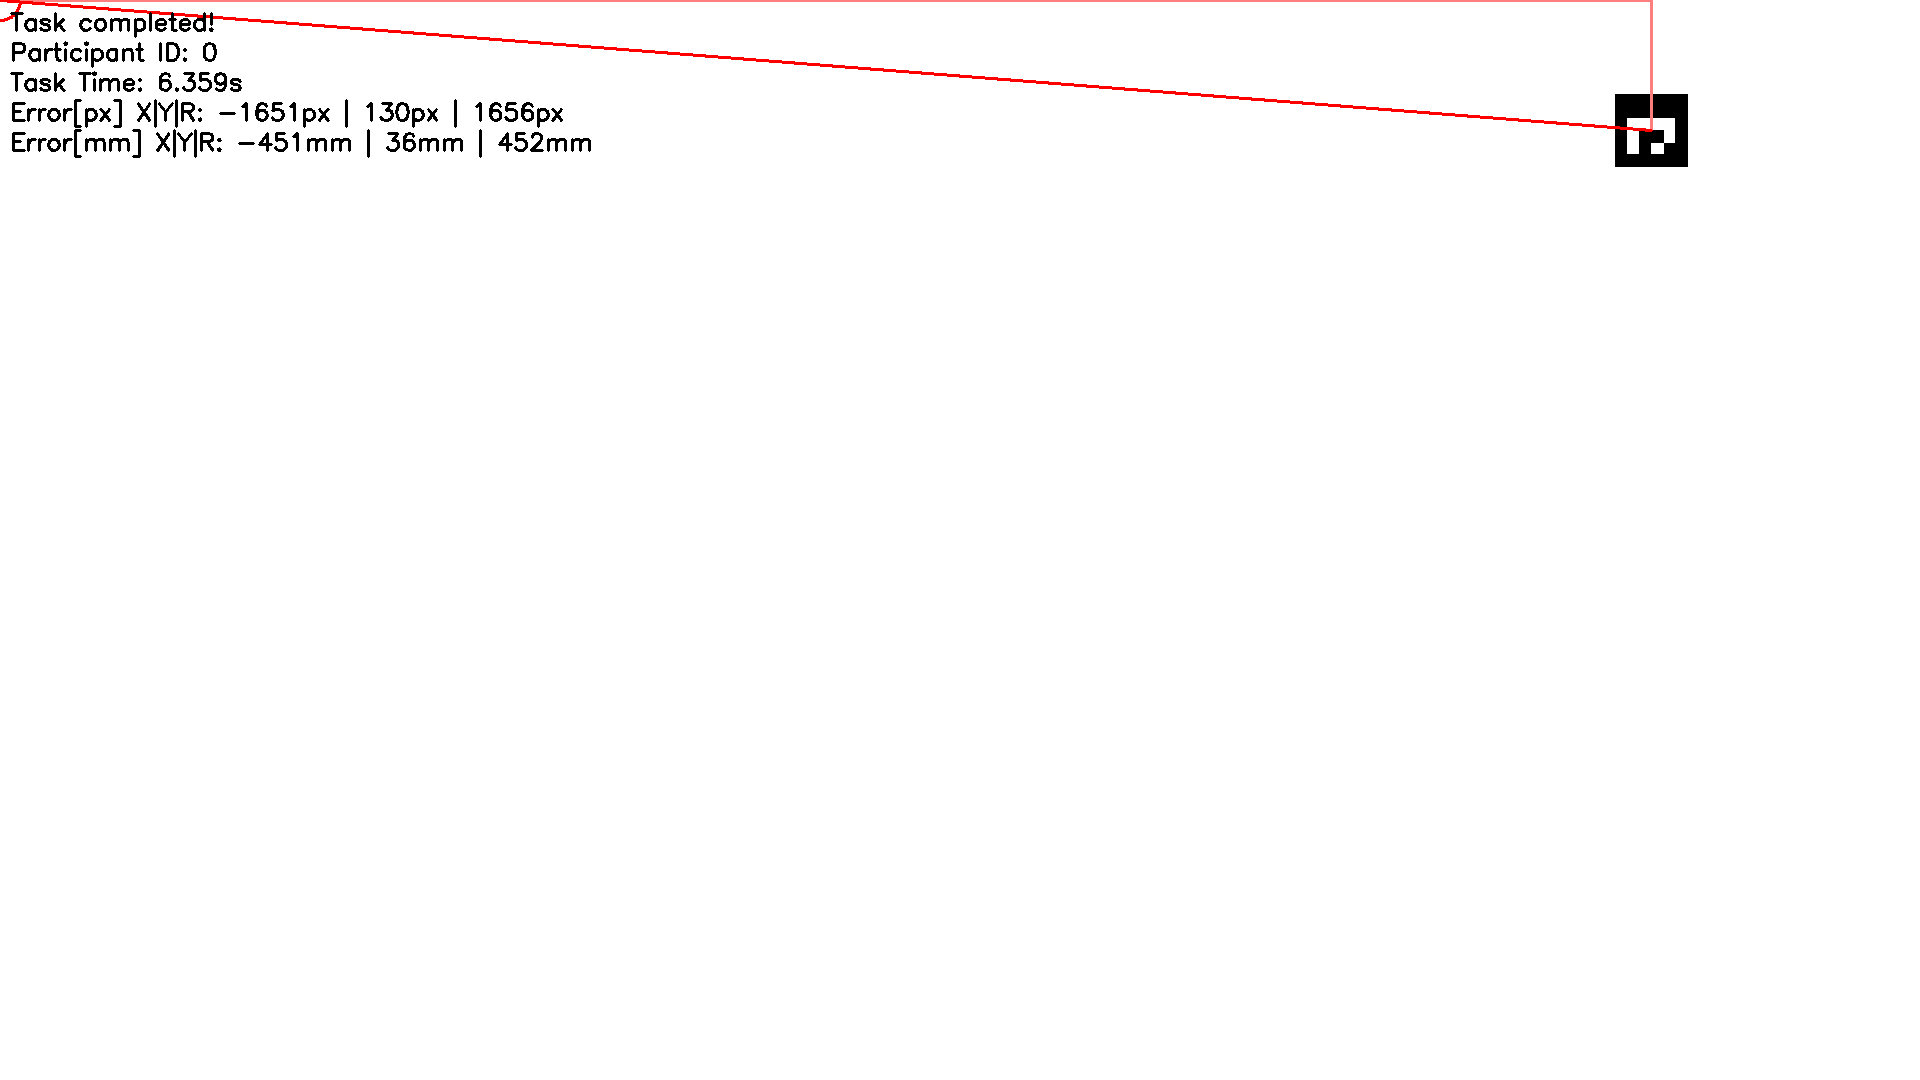 Task completed!
Participant ID: 0
Task Time: 6.359s
Error[px] X|Y|R: -1651px | 130px | 1656px
Error[mm] X|Y|R: -451mm | 36mm | 452mm